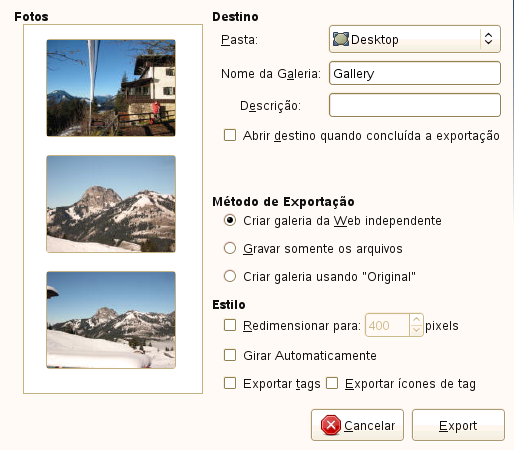 Fotos
Destino
Pasta: Desktop
Nome da Galeria: Gallery
Descrição:
Abrir destino quando concluída a exportação
Método de Exportação
Criar galeria da Web independente
Gravar somente os arquivos
Criar galeria usando "Original"
Estilo
Redimensionar para: 400 pixels
Girar Automaticamente
Exportar tags Exportar ícones de tag
Cancelar Export